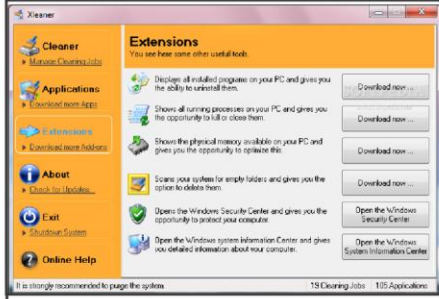 Xleaner
Cleaner
Manage Cleaning Jobs
Applications
Download more Apps
Extensions
Download more Add-ons
About
Check for Updates...
Exit
Shutdown System
Online Help
Extensions
You see here some other useful tools.
Displays all installed programs on your PC and gives you
the ability to uninstall them.
Download now ...
Shows all running processes on your PC and gives you
the opportunity to kill or close them.
Download now ...
Shows the physical memory available on your PC and
gives you the opportunity to optimize this.
Download now ...
Scans your system for empty folders and gives you the
option to delete them.
Download now ...
Opens the Windows Security Center and gives you the
opportunity to protect your computer.
Open the Windows
Security Center
Open the Windows system information Center and gives
you detailed information about your computer.
Open the Windows
System Information Center
It is strongly recommended to purge the system.
19 Cleaning Jobs
105 Applications